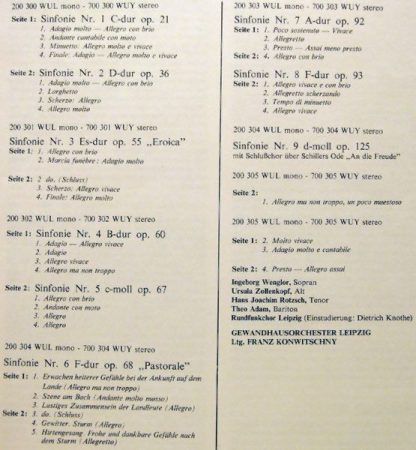 200 300 WUL mono - 700 300 WUY stereo
Seite 1: Sinfonie Nr. 1 C-dur op. 21
1. Adagio molto — Allegro con brio
2. Andante cantabile con moto
3. Minuetto: Allegro molto e vivace
4. Finale: Adagio — Allegro molto e vivace
Seite 2: Sinfonie Nr. 2 D-dur op. 36
1. Adagio molto — Allegro con brio
2. Larghetto
3. Scherzo: Allegro
4. Allegro molto
200 301 WUL mono - 700 301 WUY stereo
Sinfonie Nr. 3 Es-dur op. 55 „Eroica"
Seite 1: 1. Allegro con brio
2. Marcia funèbre: Adagio molto
Seite 2: 2 do. (Schluss)
3. Scherzo: Allegro vivace
4. Finale: Allegro molto
200 302 WUL mono - 700 302 WUY stereo
Seite 1: Sinfonie Nr. 4 B-dur op. 60
1. Adagio — Allegro vivace
2. Adagio
3. Allegro vivace
4. Allegro ma non troppo
Seite 2: Sinfonie Nr. 5 c-moll op. 67
1. Allegro con brio
2. Andante con moto
3. Allegro
4. Allegro
200 304 WUL mono - 700 304 WUY stereo
Sinfonie Nr. 6 F-dur op. 68 „Pastorale"
Seite 1: 1. Erwachen heiterer Gefühle bei der Ankunft auf dem
Lande (Allegro ma non troppo)
2. Szene am Bach (Andante molto mosso)
3. Lustiges Zusammensein der Landleute (Allegro)
Seite 2: 3. do. (Schluss)
4. Gewitter. Sturm (Allegro)
5. Hirtengesang. Frohe und dankbare Gefühle nach
dem Sturm (Allegretto)
200 303 WUL mono - 700 303 WUY stereo
Sinfonie Nr. 7 A-dur op. 92
Seite 1: 1. Poco sostenuto — Vivace
2. Allegretto
3. Presto — Assai meno presto
Seite 2: 4. Allegro con brio
Sinfonie Nr. 8 F-dur op. 93
Seite 2: 1. Allegro vivace e con brio
2. Allegretto scherzando
3. Tempo di minuetto
4. Allegro vivace
200 304 WUL mono - 700 304 WUY stereo
Sinfonie Nr. 9 d-moll op. 125
mit Schlußchor über Schillers Ode „An die Freude"
200 305 WUL mono - 700 305 WUY stereo
Seite 2:
1. Allegro ma non troppo, un poco maestoso
200 305 WUL mono - 700 305 WUY stereo
Seite 1: 2. Molto vivace
3. Adagio molto e cantabile
Seite 2: 4. Presto — Allegro assai
Ingeborg Wenglor, Sopran
Ursula Zollenkopf, Alt
Hans Joachim Rotzsch, Tenor
Theo Adam, Bariton
Rundfunkchor Leipzig (Einstudierung: Dietrich Knothe)
GEWANDHAUSORCHESTER LEIPZIG
Ltg. FRANZ KONWITSCHNY